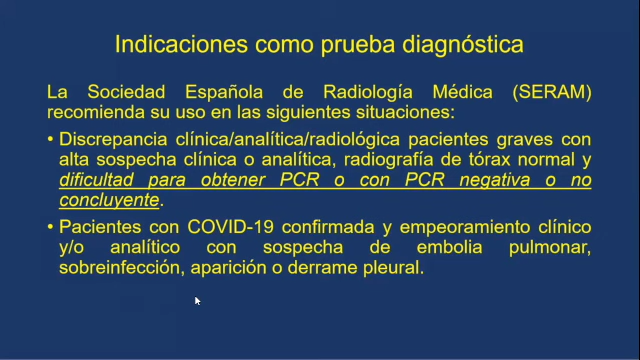 Indicaciones como prueba diagnóstica
La Sociedad Española de Radiología Médica (SERAM)
recomienda su uso en las siguientes situaciones:
• Discrepancia clínica/analítica/radiológica pacientes graves con
alta sospecha clínica o analítica, radiografía de tórax normal y
dificultad para obtener PCR o con PCR negativa o no
concluyente.
• Pacientes con COVID-19 confirmada y empeoramiento clínico
y/o analítico con sospecha de embolia pulmonar,
sobreinfección, aparición o derrame pleural.